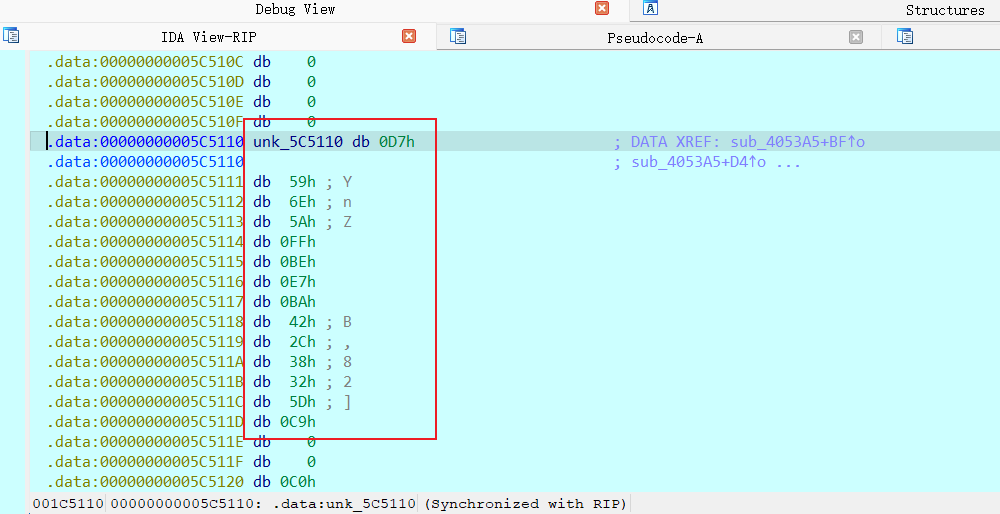 Debug View
Structures
IDA View-RIP
Pseudocode-A
.data:00000000005C510C db    0
.data:00000000005C510D db    0
.data:00000000005C510E db    0
.data:00000000005C510F db    0
.data:00000000005C5110 unk_5C5110 db 0D7h ; DATA XREF: sub_4053A5+BF↑o
.data:00000000005C5110 ; sub_4053A5+D4↑o ...
.data:00000000005C5111 db  59h ; Y
.data:00000000005C5112 db  6Eh ; n
.data:00000000005C5113 db  5Ah ; Z
.data:00000000005C5114 db 0FFh
.data:00000000005C5115 db 0BEh
.data:00000000005C5116 db 0E7h
.data:00000000005C5117 db 0BAh
.data:00000000005C5118 db  42h ; B
.data:00000000005C5119 db  2Ch ; ,
.data:00000000005C511A db  38h ; 8
.data:00000000005C511B db  32h ; 2
.data:00000000005C511C db  5Dh ; ]
.data:00000000005C511D db 0C9h
.data:00000000005C511E db    0
.data:00000000005C511F db    0
.data:00000000005C5120 db 0C0h
001C5110 00000000005C5110: .data:unk_5C5110 (Synchronized with RIP)